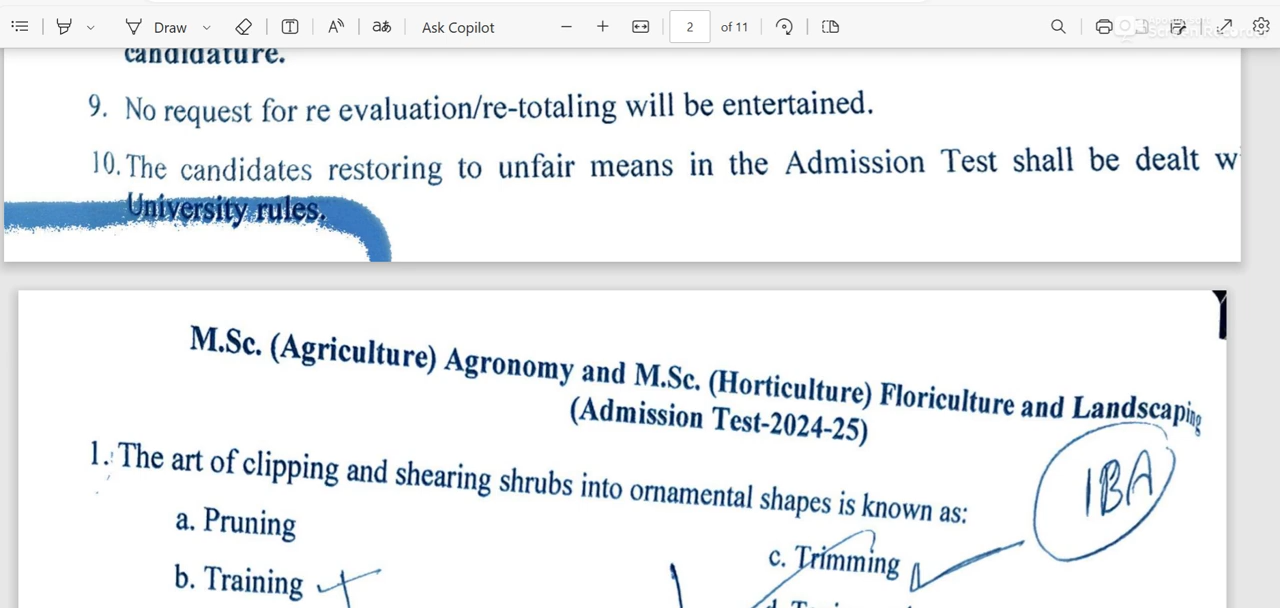 Draw
Ask Copilot
2 of 11
candidature.
9. No request for re evaluation/re-totaling will be entertained.
10. The candidates restoring to unfair means in the Admission Test shall be dealt
University rules.
M.Sc. (Agriculture) Agronomy and M.Sc. (Horticulture) Floriculture and Landscaping
(Admission Test-2024-25)
IBA
1. The art of clipping and shearing shrubs into ornamental shapes is known as:
a. Pruning
c. Trimming
b. Training